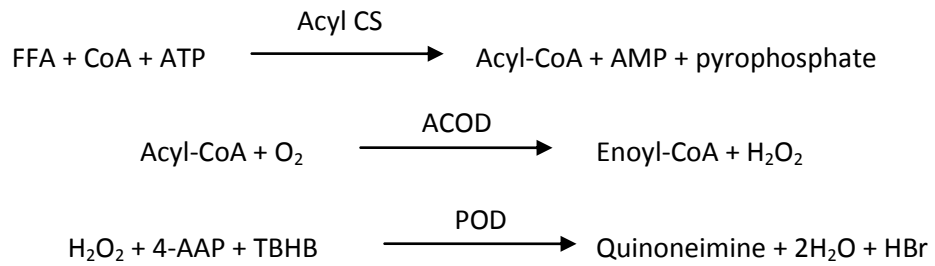 Acyl CS
FFA + CoA + ATP Acyl-CoA + AMP + pyrophosphate
ACOD
Acyl-CoA + O₂ Enoyl-CoA + H₂O₂
POD
H₂O₂ + 4-AAP + TBHB Quinoneimine + 2H₂O + HBr